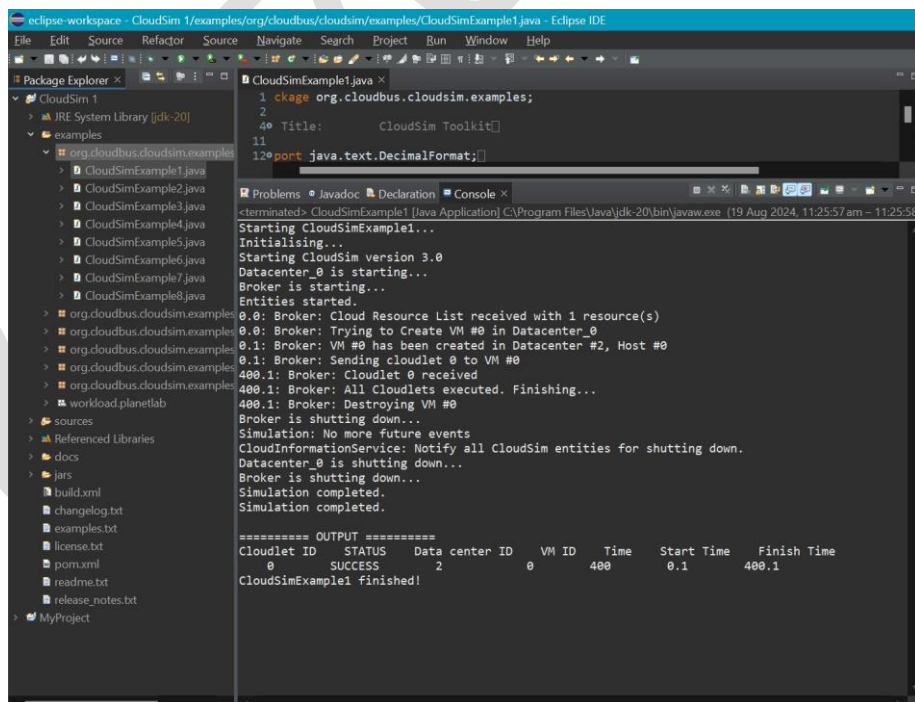 eclipse-workspace - CloudSim 1/examples/org/cloudbus/cloudsim/examples/CloudSimExample1.java - Eclipse IDE
File Edit Source Refactor Source Navigate Search Project Run Window Help
Package Explorer
CloudSim 1
JRE System Library [jdk-20]
examples
org.cloudbus.cloudsim.examples
CloudSimExample1.java
CloudSimExample2.java
CloudSimExample3.java
CloudSimExample4.java
CloudSimExample5.java
CloudSimExample6.java
CloudSimExample7.java
CloudSimExample8.java
org.cloudbus.cloudsim.examples
org.cloudbus.cloudsim.examples
org.cloudbus.cloudsim.examples
org.cloudbus.cloudsim.examples
org.cloudbus.cloudsim.examples
workload.planetlab
sources
Referenced Libraries
docs
jars
build.xml
changelog.txt
examples.txt
license.txt
pom.xml
readme.txt
release_notes.txt
MyProject
CloudSimExample1.java
1 ckage org.cloudbus.cloudsim.examples;
2
4 Title: CloudSim Toolkit
11
12 port java.text.DecimalFormat;
Problems Javadoc Declaration Console
<terminated> CloudSimExample1 [Java Application] C:\Program Files\Java\jdk-20\bin\javaw.exe (19 Aug 2024, 11:25:57 am – 11:25:58
Starting CloudSimExample1...
Initialising...
Starting CloudSim version 3.0
Datacenter_0 is starting...
Broker is starting...
Entities started.
0.0: Broker: Cloud Resource List received with 1 resource(s)
0.0: Broker: Trying to Create VM #0 in Datacenter_0
0.1: Broker: VM #0 has been created in Datacenter #2, Host #0
0.1: Broker: Sending cloudlet 0 to VM #0
400.1: Broker: Cloudlet 0 received
400.1: Broker: All Cloudlets executed. Finishing...
400.1: Broker: Destroying VM #0
Broker is shutting down...
Simulation: No more future events
CloudInformationService: Notify all CloudSim entities for shutting down.
Datacenter_0 is shutting down...
Broker is shutting down...
Simulation completed.
Simulation completed.
========== OUTPUT ==========
Cloudlet ID STATUS Data center ID VM ID Time Start Time Finish Time
0 SUCCESS 2 0 400 0.1 400.1
CloudSimExample1 finished!